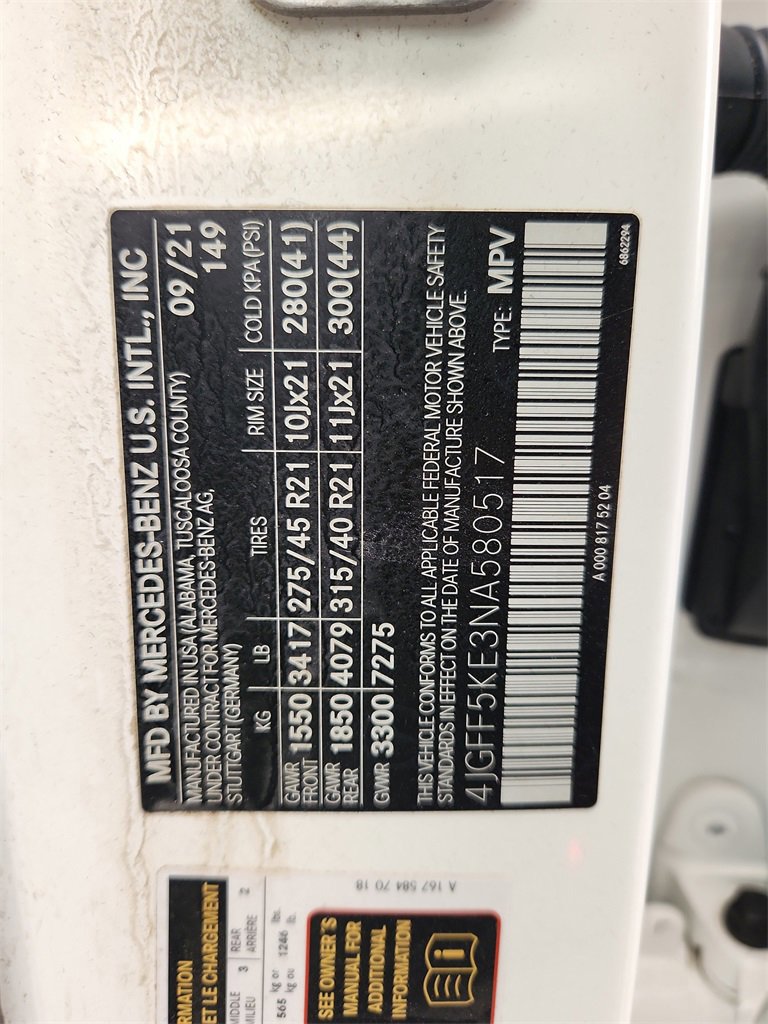 MFD BY MERCEDES-BENZ U.S. INTL., INC
MANUFACTURED IN USA (ALABAMA, TUSCALOOSA COUNTY) 09/21
UNDER CONTRACT FOR MERCEDES-BENZ AG, 149
STUTTGART (GERMANY)
KG LB TIRES RIM SIZE COLD KPA (PSI)
GAWR FRONT 1550 3417 275/45 R21 10Jx21 280(41)
GAWR REAR 1850 4079 315/40 R21 11Jx21 300(44)
GVWR 3300 7275
THIS VEHICLE CONFORMS TO ALL APPLICABLE FEDERAL MOTOR VEHICLE SAFETY
STANDARDS IN EFFECT ON THE DATE OF MANUFACTURE SHOWN ABOVE.
4JGFF5KE3NA580517 TYPE: MPV
A 000 817 52 04
6862294
RMATION
ET LE CHARGEMENT
MIDDLE 3 REAR 2
MILIEU ARRIÈRE
565 kg or 1246 lbs.
kg ou lb.
SEE OWNER'S
MANUAL FOR
ADDITIONAL
INFORMATION
A 167 584 70 18